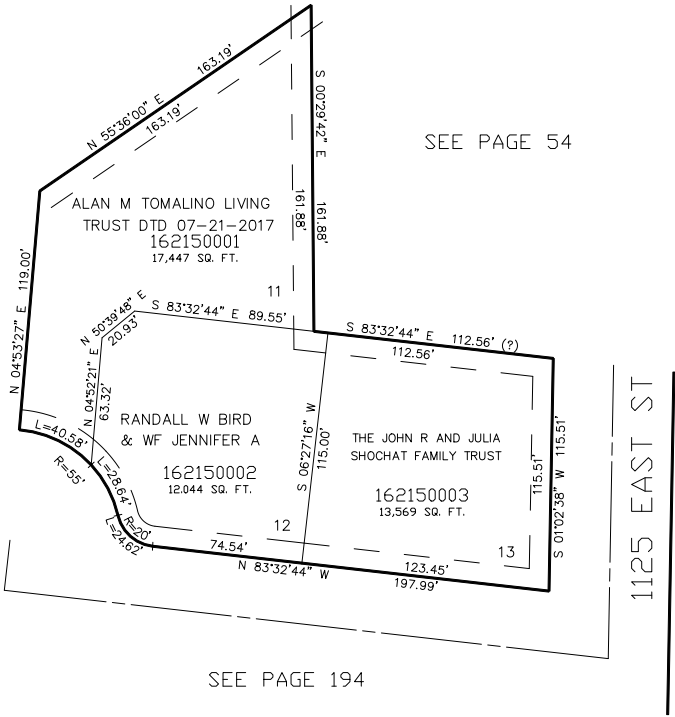 N 55°36'00" E
163.19'
163.19'
S 00°29'42" E
161.88'
161.88'
SEE PAGE 54
ALAN M TOMALINO LIVING
TRUST DTD 07-21-2017
162150001
17,447 SQ. FT.
N 04°53'27" E 119.00'
11
S 83°32'44" E 89.55'
N 50°39'48" E
20.93'
S 83°32'44" E 112.56' (?)
112.56'
N 04°52'21" E
63.32'
L=40.58'
R=55'
L=28.64'
R=20'
L=24.62'
RANDALL W BIRD
& WF JENNIFER A
162150002
12.044 SQ. FT.
S 06°27'16" W
115.00'
THE JOHN R AND JULIA
SHOCHAT FAMILY TRUST
162150003
13,569 SQ. FT.
115.51'
S 01°02'38" W 115.51'
1125 EAST ST
12
13
74.54'
123.45'
N 83°32'44" W
197.99'
SEE PAGE 194